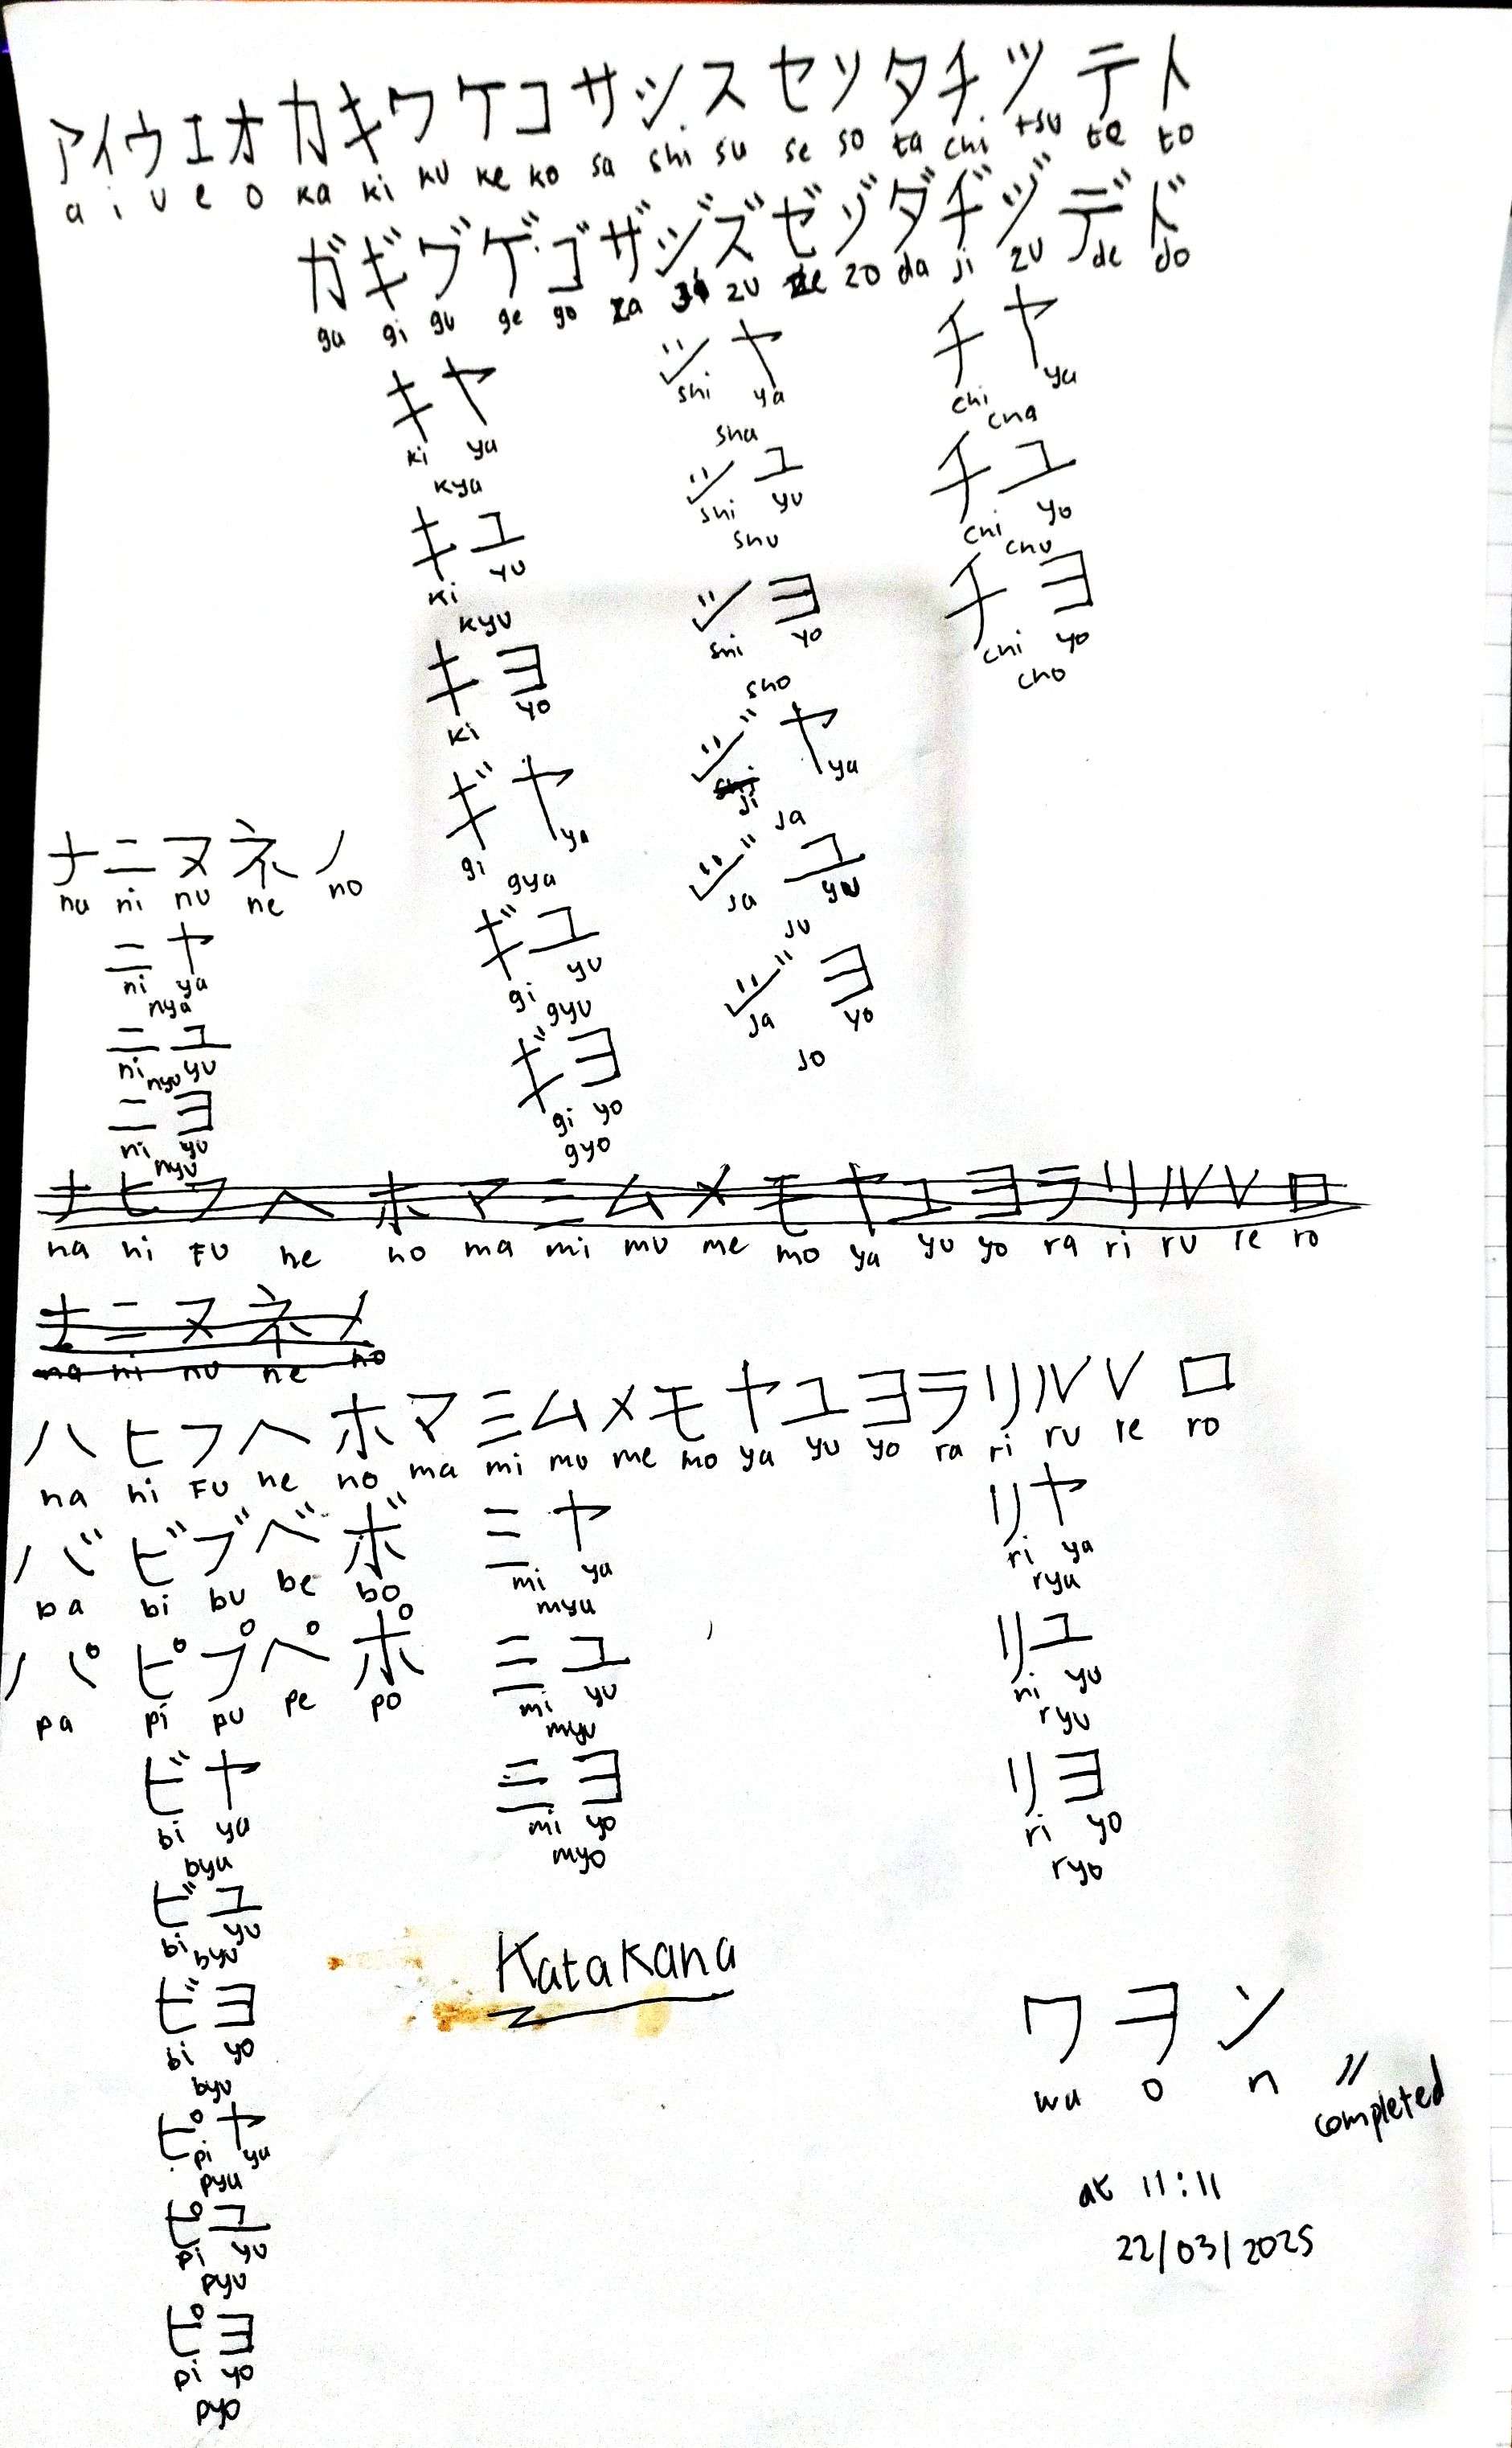 アイウエオカキクケコサシスセソタチツテト
a i u e o ka ki ku ke ko sa shi su se so ta chi tsu te to
ガギグゲゴザジズゼゾダヂヅデド
ga gi gu ge go za ji zu ze zo da ji zu de do
キヤ シヤ チヤ
ki ya shi ya chi ya
kya sha cha
キユ シユ チユ
ki yu shi yu chi yo
kyu shu chu
キヨ シヨ チヨ
ki yo shi yo chi yo
sho cho
ギヤ ジヤ
gi ya ji ya
gya ja
ギユ ジユ
gi yu ja yu
gyu ju
ギヨ ジヨ
gi yo ja yo
gyo jo
ナニヌネノ
na ni nu ne no
ニヤ
ni ya
nya
ニユ
ni yu
nyu
ニヨ
ni yu
nyu
ナヒフヘホマミムメモヤユヨラリルレロ
na hi Fu he ho ma mi mu me mo ya yu yo ra ri ru re ro
ナニヌネノ
na ni nu ne no
ハヒフヘホマミムメモヤユヨラリルレロ
ha hi Fu he ho ma mi mu me mo ya yu yo ra ri ru re ro
バビブベボ ミヤ リヤ
ba bi bu be bo mi ya ri ya
mya rya
パピプペポ ミユ リユ
pa pi pu pe po mi yu ri yu
myu ryu
ビヤ ミヨ リヨ
bi ya mi yo ri yo
bya myo ryo
ビユ
bi yu
byu
ビヨ
bi yo
byu
ピヤ
pi ya
pya
ピユ
pi yu
pyu
ピヨ
pi yo
pyo
Katakana
ワヲン
wa o n // completed
at 11:11
22/03/2025